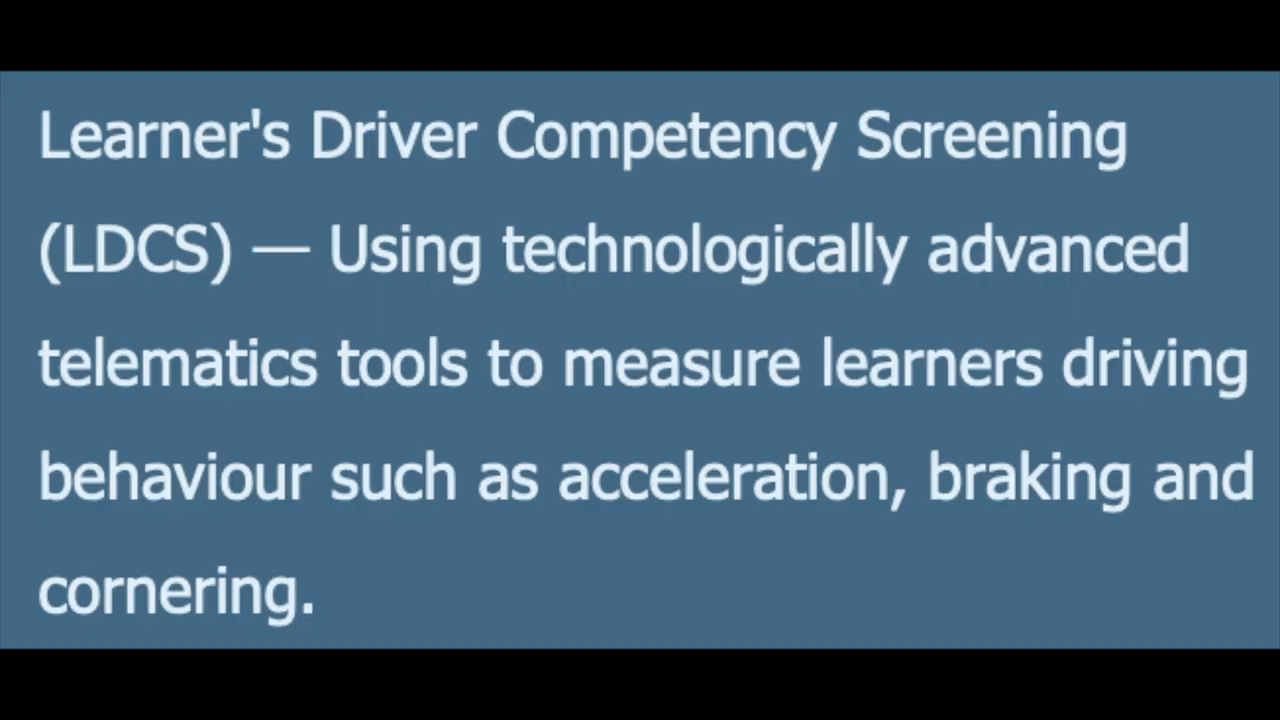 Learner's Driver Competency Screening
(LDCS) — Using technologically advanced
telematics tools to measure learners driving
behaviour such as acceleration, braking and
cornering.